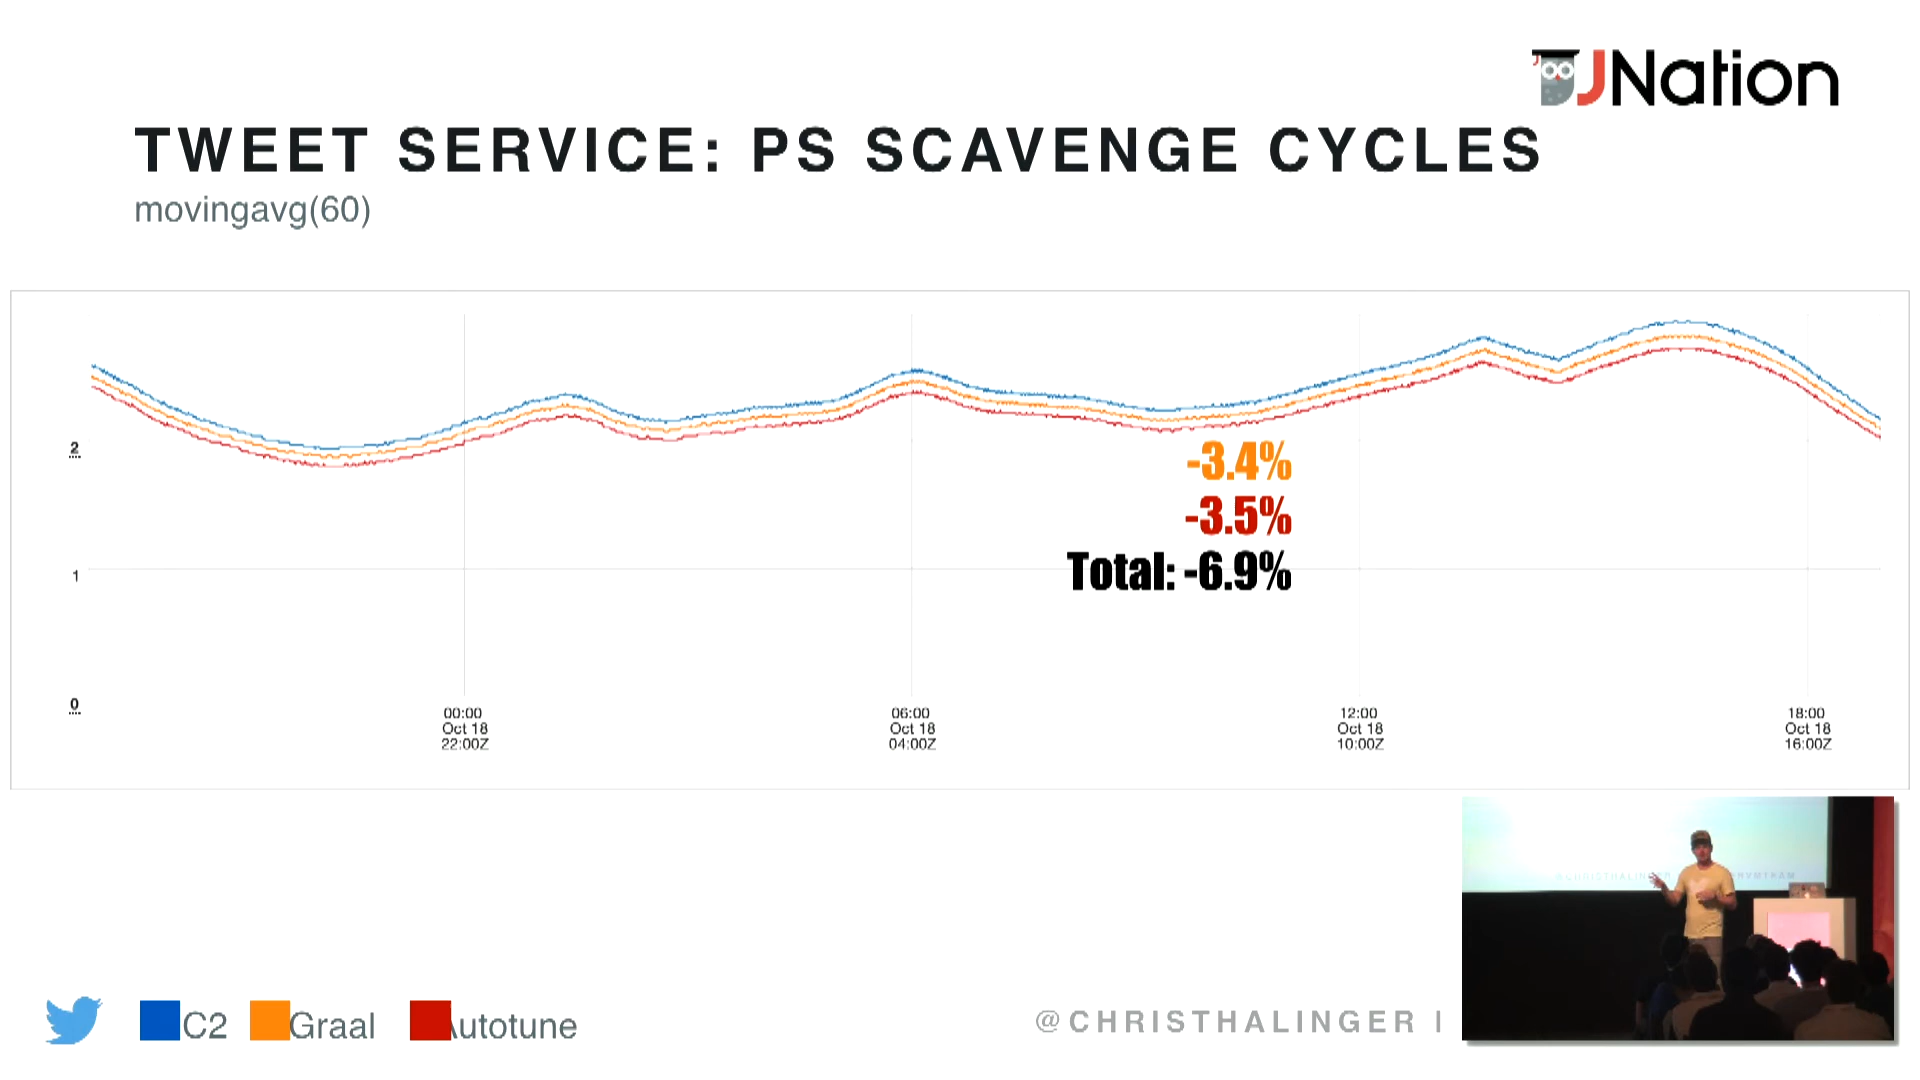 JNation
TWEET SERVICE: PS SCAVENGE CYCLES
movingavg(60)
2
1
0
-3.4%
-3.5%
Total: -6.9%
00:00
Oct 18
22:00Z
06:00
Oct 18
04:00Z
12:00
Oct 18
10:00Z
18:00
Oct 18
16:00Z
C2 Graal Autotune
@CHRISTHALINGER |